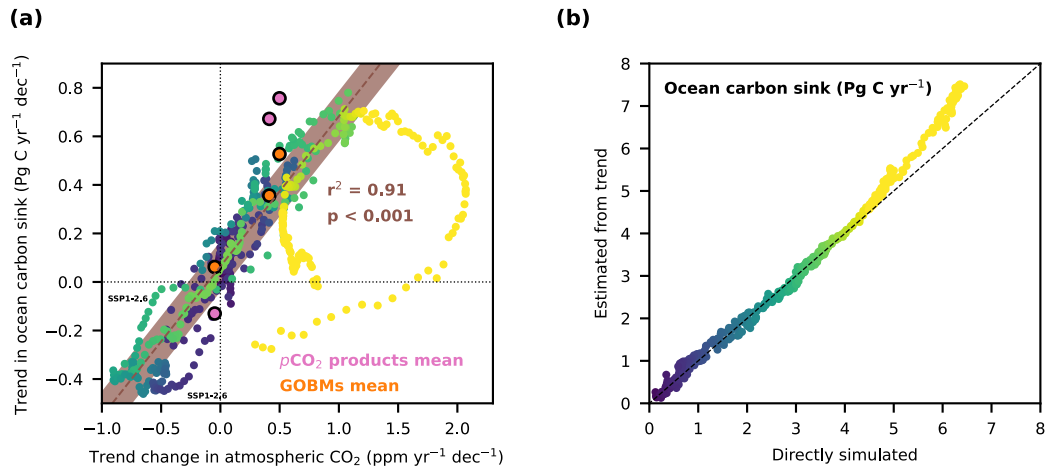 (a)
Trend in ocean carbon sink (Pg C yr⁻¹ dec⁻¹)
0.8
0.6
0.4
0.2
0.0
−0.2
−0.4
r² = 0.91
p < 0.001
SSP1-2.6
SSP1-2.6
pCO₂ products mean
GOBMs mean
−1.0 −0.5 0.0 0.5 1.0 1.5 2.0
Trend change in atmospheric CO₂ (ppm yr⁻¹ dec⁻¹)
(b)
Estimated from trend
8
7
6
5
4
3
2
1
0
Ocean carbon sink (Pg C yr⁻¹)
0 1 2 3 4 5 6 7 8
Directly simulated